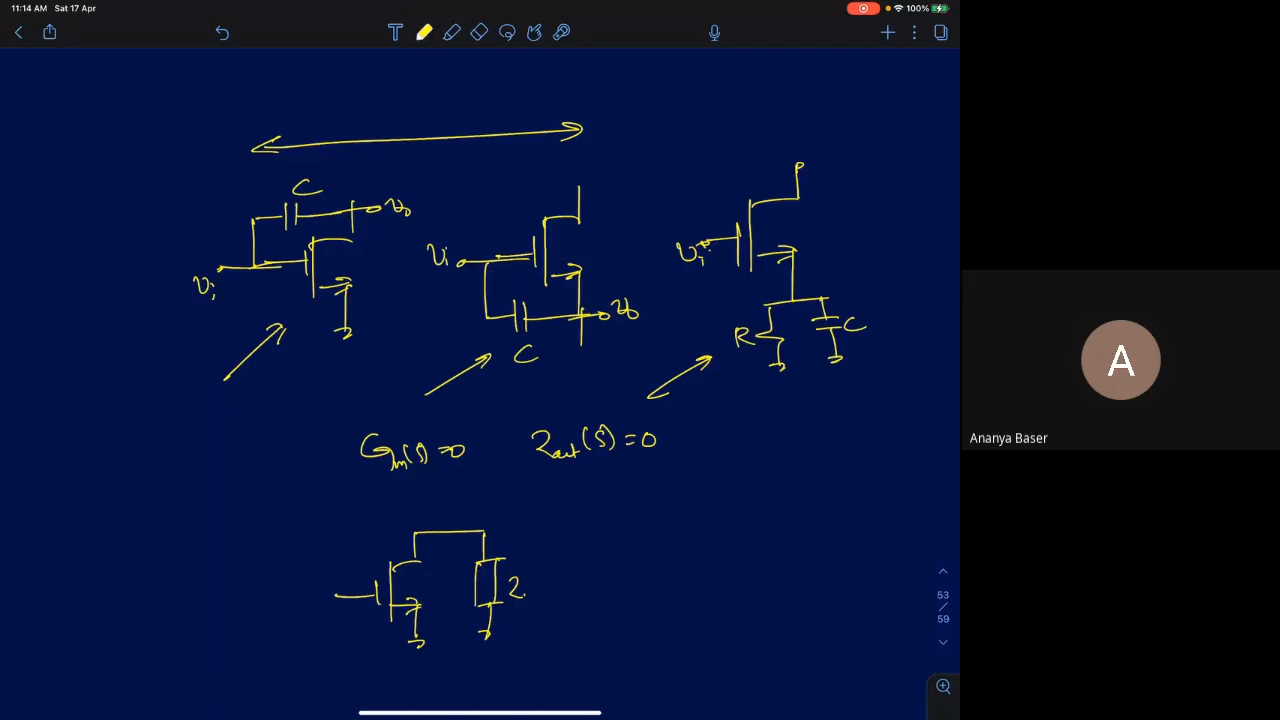 11:14 AM Sat 17 Apr
100%
T
C
vo
vi
vi
vo
C
vi
R
C
Gm(s) = 0 Zout(s) = 0
Z
53
/
59
A
Ananya Baser